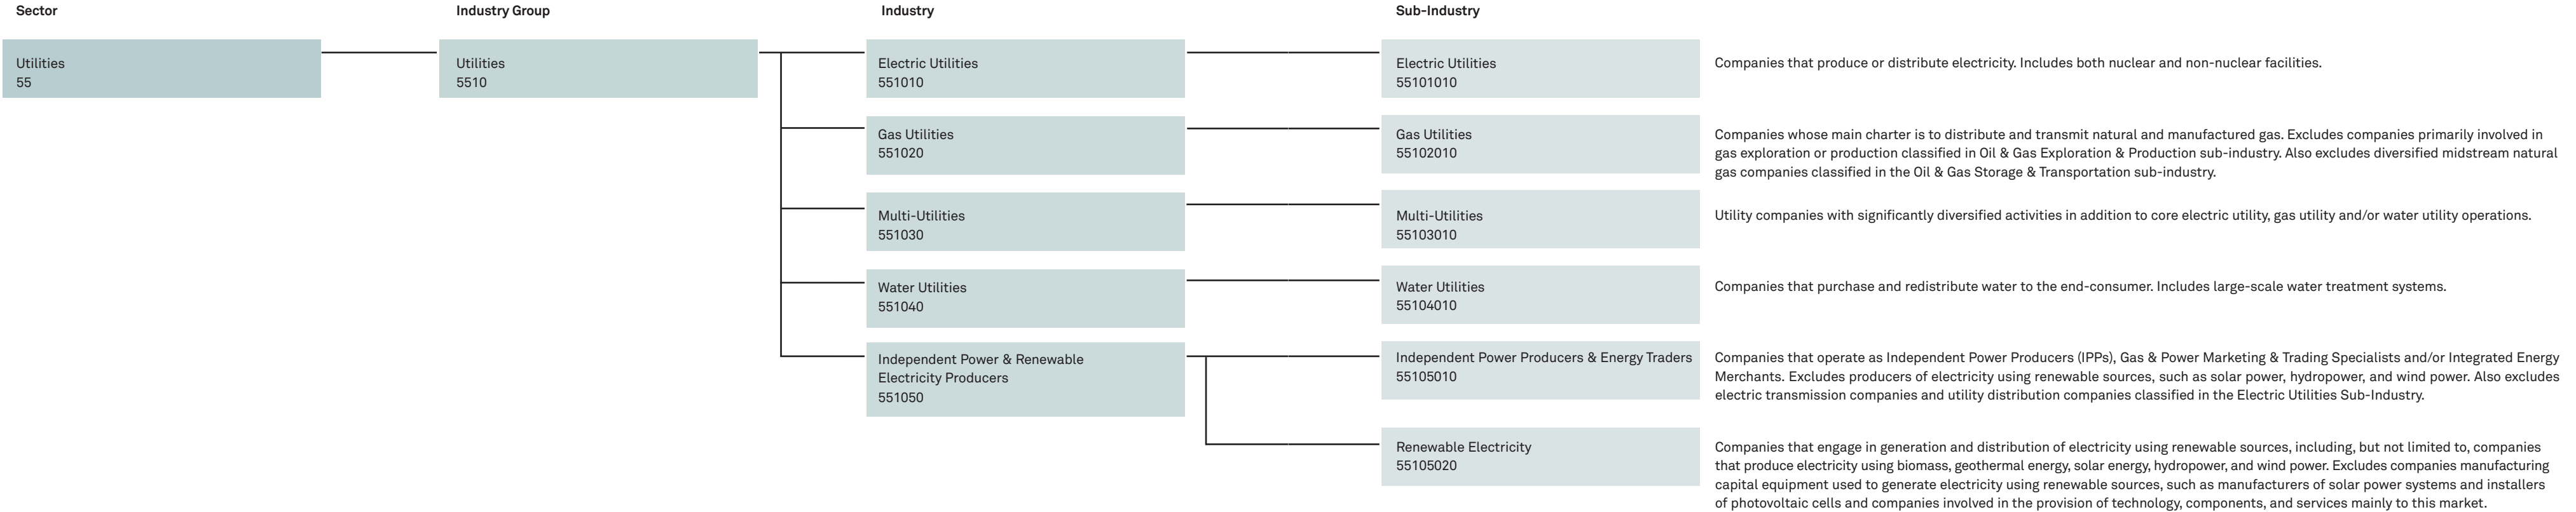 Sector
Industry Group
Industry
Sub-Industry
Utilities
55
Utilities
5510
Electric Utilities
551010
Electric Utilities
55101010
Companies that produce or distribute electricity. Includes both nuclear and non-nuclear facilities.
Gas Utilities
551020
Gas Utilities
55102010
Companies whose main charter is to distribute and transmit natural and manufactured gas. Excludes companies primarily involved in
gas exploration or production classified in Oil & Gas Exploration & Production sub-industry. Also excludes diversified midstream natural
gas companies classified in the Oil & Gas Storage & Transportation sub-industry.
Multi-Utilities
551030
Multi-Utilities
55103010
Utility companies with significantly diversified activities in addition to core electric utility, gas utility and/or water utility operations.
Water Utilities
551040
Water Utilities
55104010
Companies that purchase and redistribute water to the end-consumer. Includes large-scale water treatment systems.
Independent Power & Renewable
Electricity Producers
551050
Independent Power Producers & Energy Traders
55105010
Companies that operate as Independent Power Producers (IPPs), Gas & Power Marketing & Trading Specialists and/or Integrated Energy
Merchants. Excludes producers of electricity using renewable sources, such as solar power, hydropower, and wind power. Also excludes
electric transmission companies and utility distribution companies classified in the Electric Utilities Sub-Industry.
Renewable Electricity
55105020
Companies that engage in generation and distribution of electricity using renewable sources, including, but not limited to, companies
that produce electricity using biomass, geothermal energy, solar energy, hydropower, and wind power. Excludes companies manufacturing
capital equipment used to generate electricity using renewable sources, such as manufacturers of solar power systems and installers
of photovoltaic cells and companies involved in the provision of technology, components, and services mainly to this market.